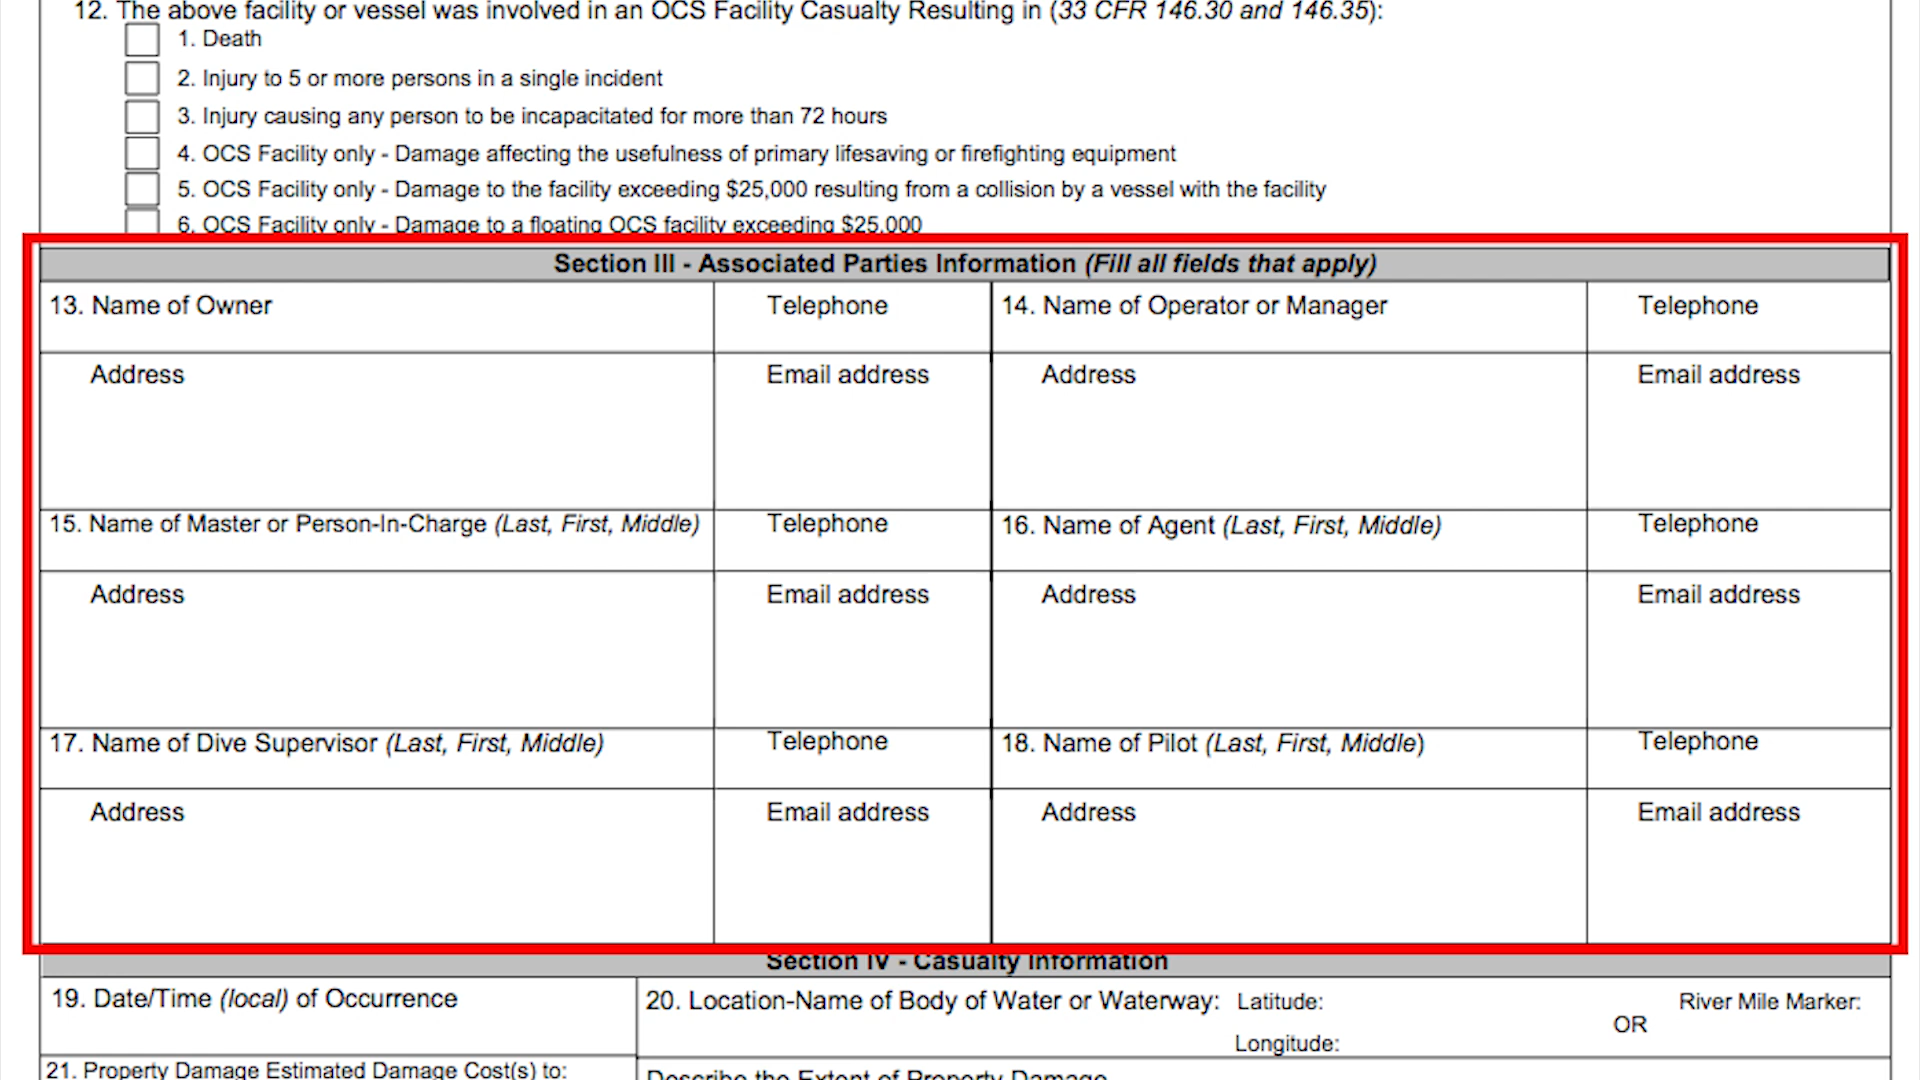 12. The above facility or vessel was involved in an OCS Facility Casualty Resulting in (33 CFR 146.30 and 146.35):
1. Death
2. Injury to 5 or more persons in a single incident
3. Injury causing any person to be incapacitated for more than 72 hours
4. OCS Facility only - Damage affecting the usefulness of primary lifesaving or firefighting equipment
5. OCS Facility only - Damage to the facility exceeding $25,000 resulting from a collision by a vessel with the facility
6. OCS Facility only - Damage to a floating OCS facility exceeding $25,000
Section III - Associated Parties Information (Fill all fields that apply)
13. Name of Owner Telephone 14. Name of Operator or Manager Telephone
Address Email address Address Email address
15. Name of Master or Person-In-Charge (Last, First, Middle) Telephone 16. Name of Agent (Last, First, Middle) Telephone
Address Email address Address Email address
17. Name of Dive Supervisor (Last, First, Middle) Telephone 18. Name of Pilot (Last, First, Middle) Telephone
Address Email address Address Email address
Section IV - Casualty Information
19. Date/Time (local) of Occurrence 20. Location-Name of Body of Water or Waterway: Latitude: River Mile Marker:
OR
Longitude:
21. Property Damage Estimated Damage Cost(s) to: Describe the Extent of Property Damage